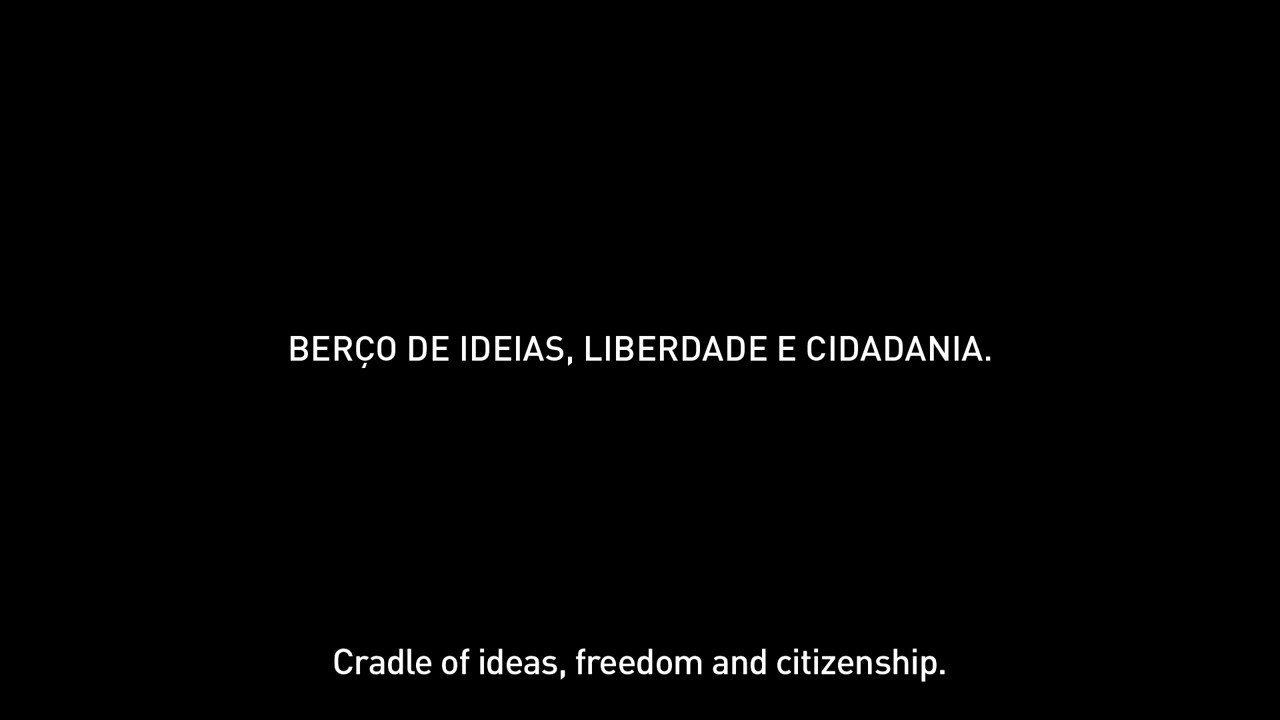 BERÇO DE IDEIAS, LIBERDADE E CIDADANIA.
Cradle of ideas, freedom and citizenship.